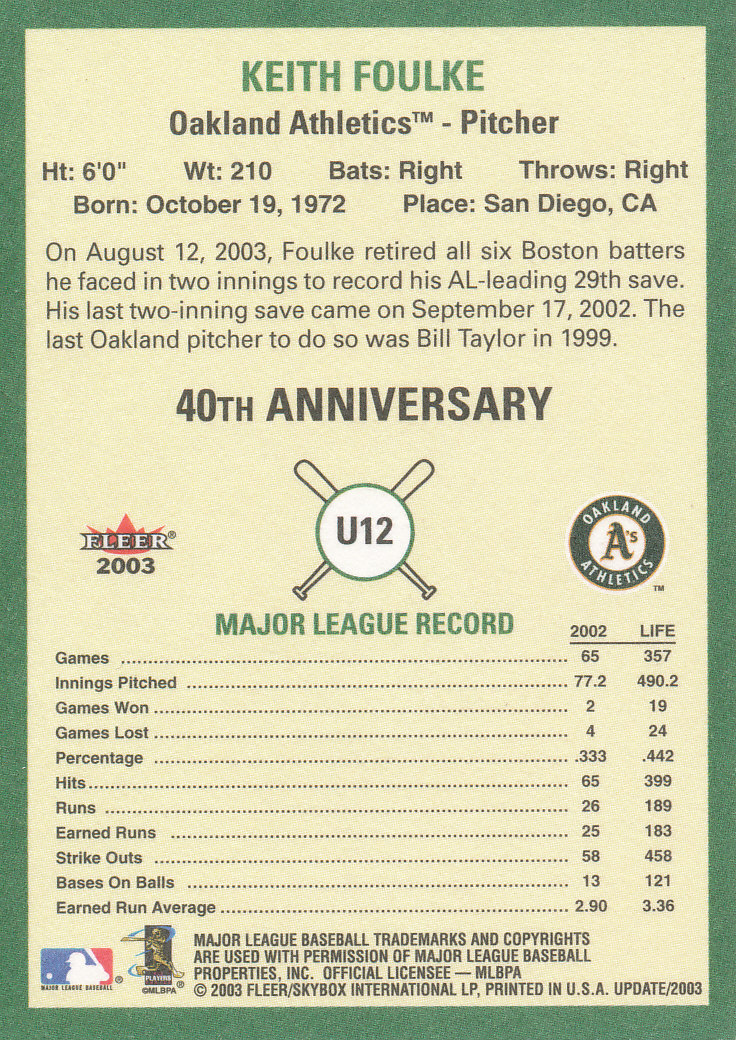 KEITH FOULKE
Oakland Athletics™ - Pitcher
Ht: 6'0" Wt: 210 Bats: Right Throws: Right
Born: October 19, 1972 Place: San Diego, CA
On August 12, 2003, Foulke retired all six Boston batters
he faced in two innings to record his AL-leading 29th save.
His last two-inning save came on September 17, 2002. The
last Oakland pitcher to do so was Bill Taylor in 1999.
40TH ANNIVERSARY
U12
FLEER®
2003
OAKLAND
A's
ATHLETICS
™
MAJOR LEAGUE RECORD
2002 LIFE
Games 65 357
Innings Pitched 77.2 490.2
Games Won 2 19
Games Lost 4 24
Percentage .333 .442
Hits 65 399
Runs 26 189
Earned Runs 25 183
Strike Outs 58 458
Bases On Balls 13 121
Earned Run Average 2.90 3.36
MAJOR LEAGUE BASEBALL ®
PLAYERS
©MLBPA ®
MAJOR LEAGUE BASEBALL TRADEMARKS AND COPYRIGHTS
ARE USED WITH PERMISSION OF MAJOR LEAGUE BASEBALL
PROPERTIES, INC. OFFICIAL LICENSEE — MLBPA
© 2003 FLEER/SKYBOX INTERNATIONAL LP, PRINTED IN U.S.A. UPDATE/2003